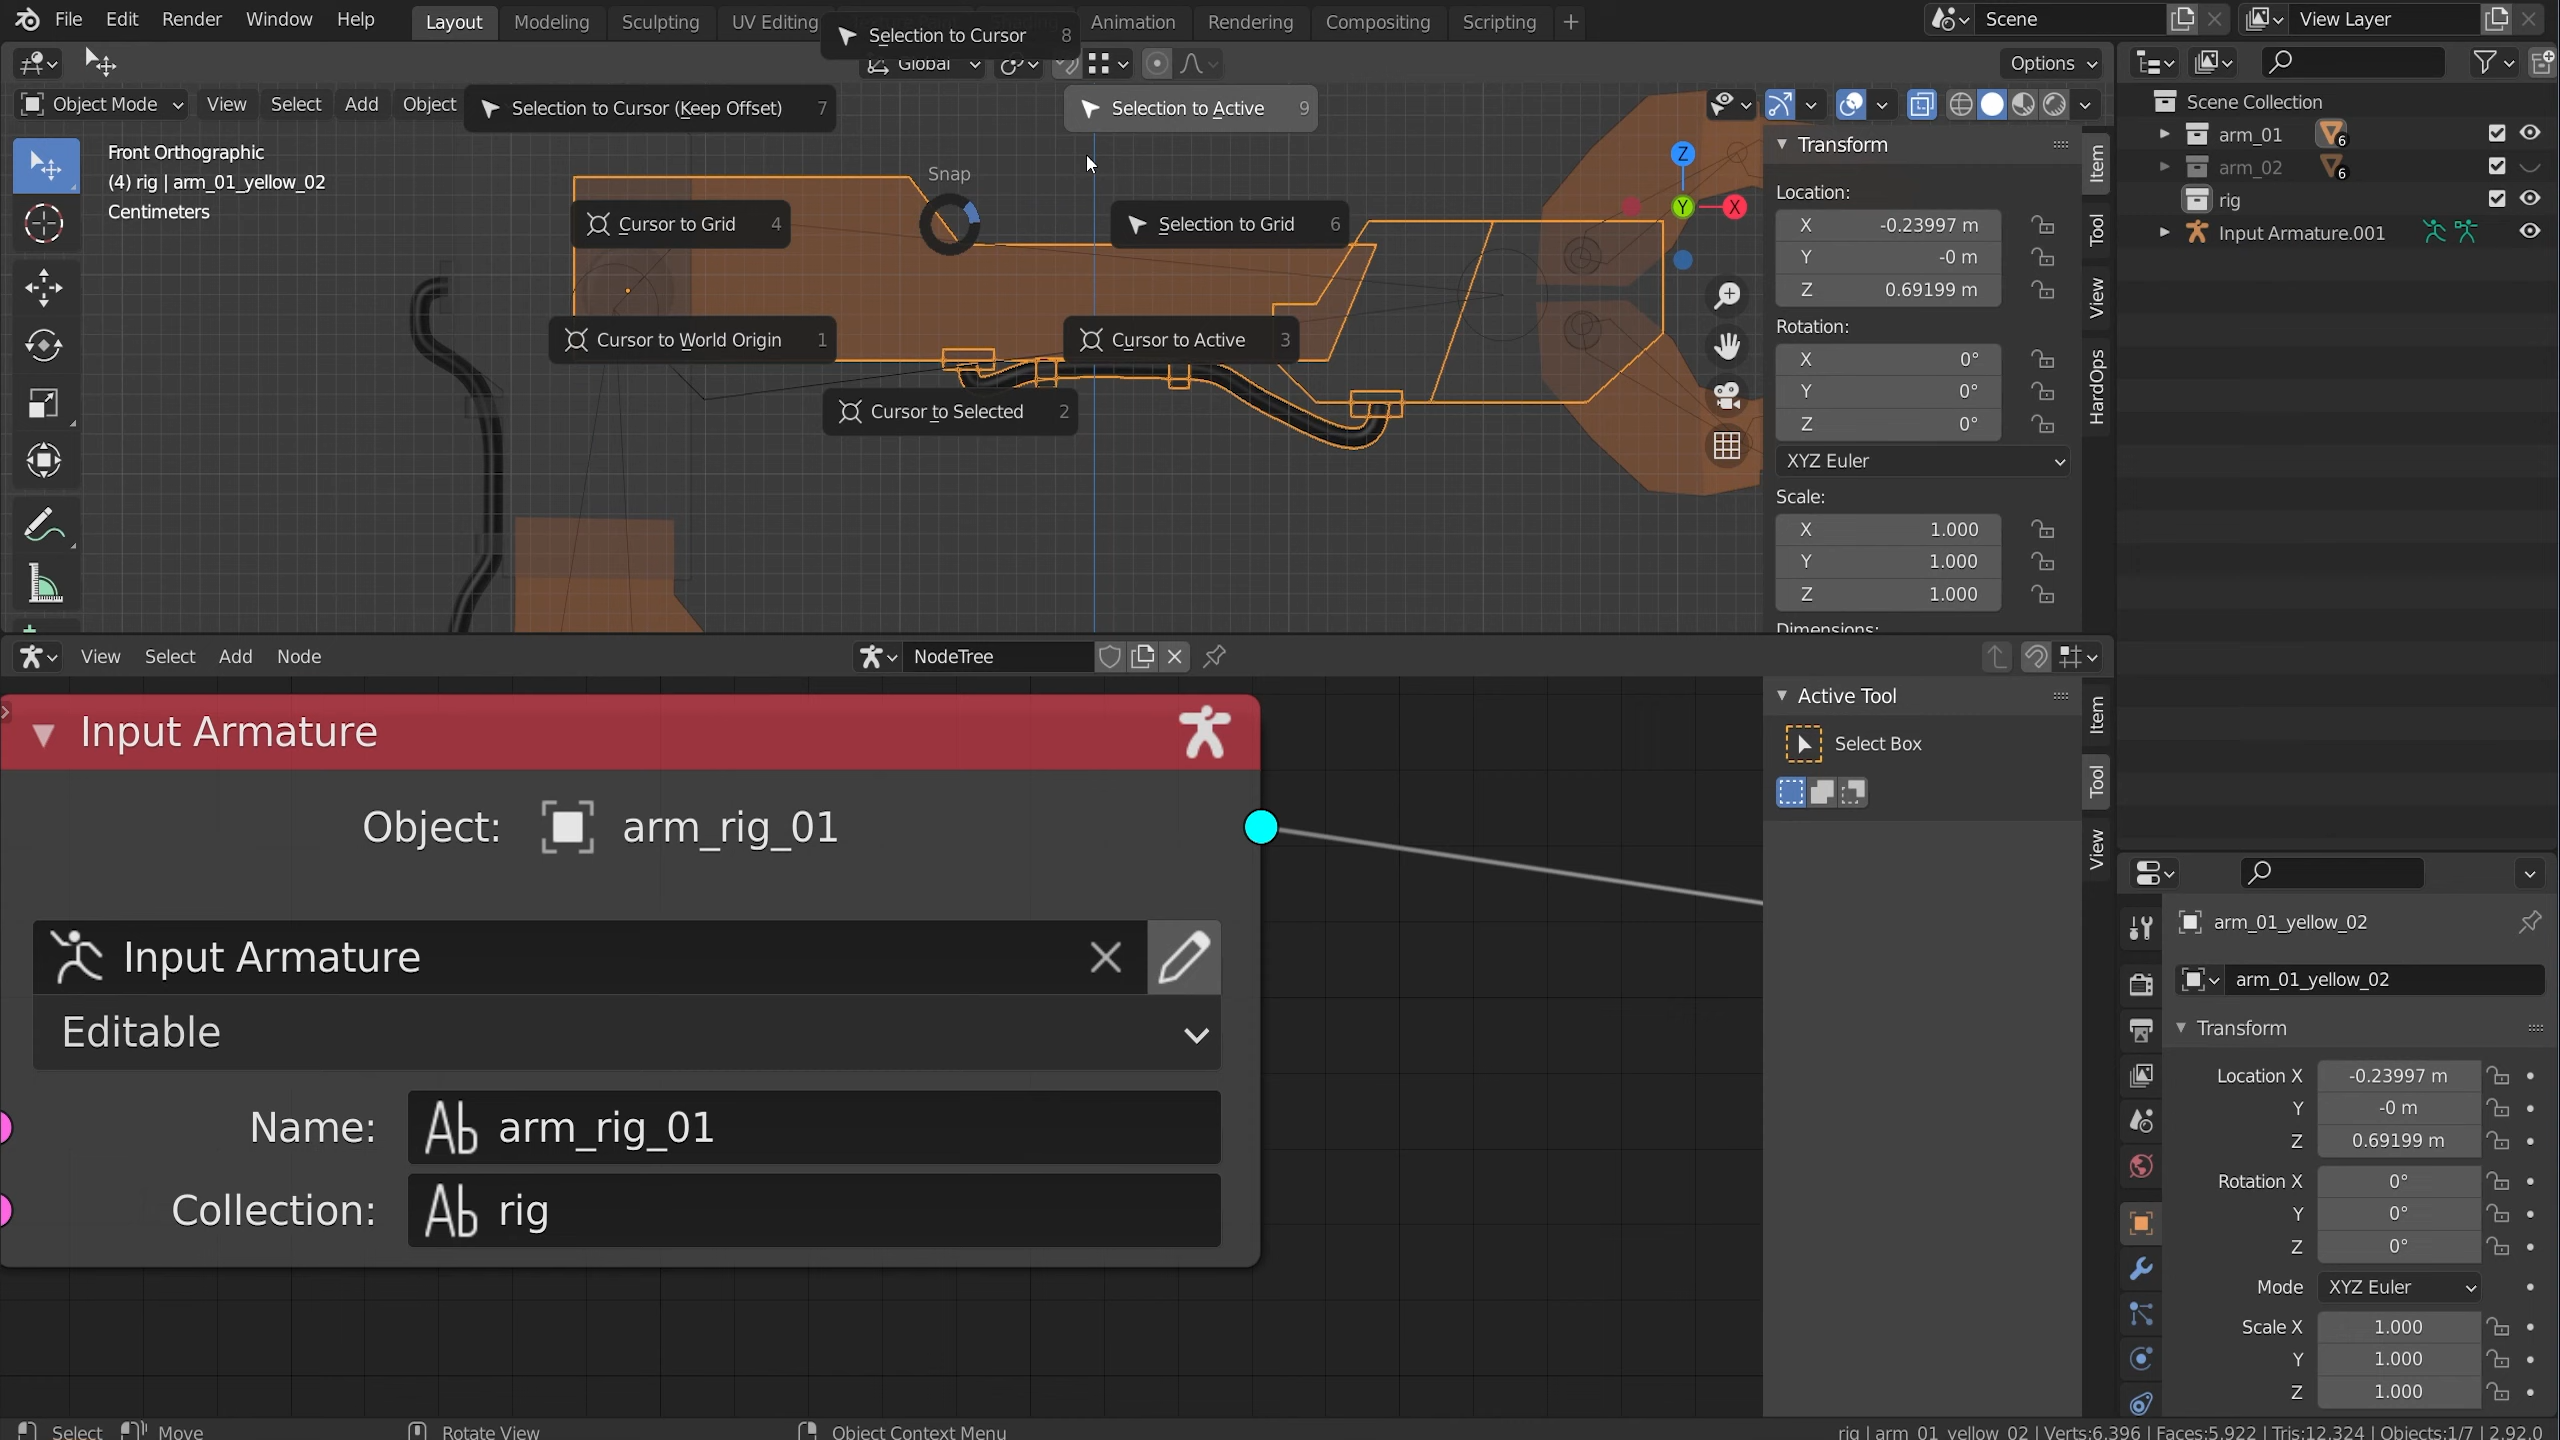 File Edit Render Window Help
Layout Modeling Sculpting UV Editing Animation Rendering Compositing Scripting
Scene
View Layer
Selection to Cursor 8
Global
Options
Object Mode View Select Add Object
Selection to Cursor (Keep Offset) 7
Selection to Active 9
Front Orthographic
(4) rig | arm_01_yellow_02
Centimeters
Snap
Cursor to Grid 4
Selection to Grid 6
Cursor to World Origin 1
Cursor to Active 3
Cursor to Selected 2
Z
Y
X
Transform
Location:
X -0.23997 m
Y -0 m
Z 0.69199 m
Rotation:
X 0°
Y 0°
Z 0°
XYZ Euler
Scale:
X 1.000
Y 1.000
Z 1.000
Dimensions:
Item
Tool
View
HardOps
Scene Collection
arm_01 6
arm_02 6
rig
Input Armature.001
View Select Add Node
NodeTree
Input Armature
Object: arm_rig_01
Input Armature
Editable
Name: Ab arm_rig_01
Collection: Ab rig
Active Tool
Select Box
Item
Tool
View
arm_01_yellow_02
arm_01_yellow_02
Transform
Location X -0.23997 m
Y -0 m
Z 0.69199 m
Rotation X 0°
Y 0°
Z 0°
Mode XYZ Euler
Scale X 1.000
Y 1.000
Z 1.000
Select Move Rotate View Object Context Menu
rig | arm_01_yellow_02 | Verts:6,396 | Faces:5,922 | Tris:12,324 | Objects:1/7 | 2.92.0